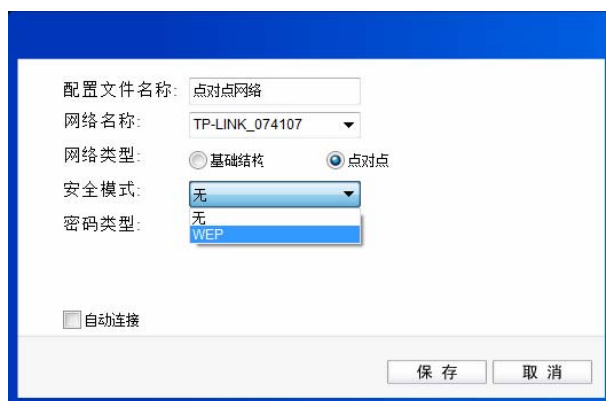 配置文件名称: 点对点网络
网络名称: TP-LINK_074107
网络类型: 基础结构 点对点
安全模式: 无
无
密码类型:
WEP
自动连接
保存 取消